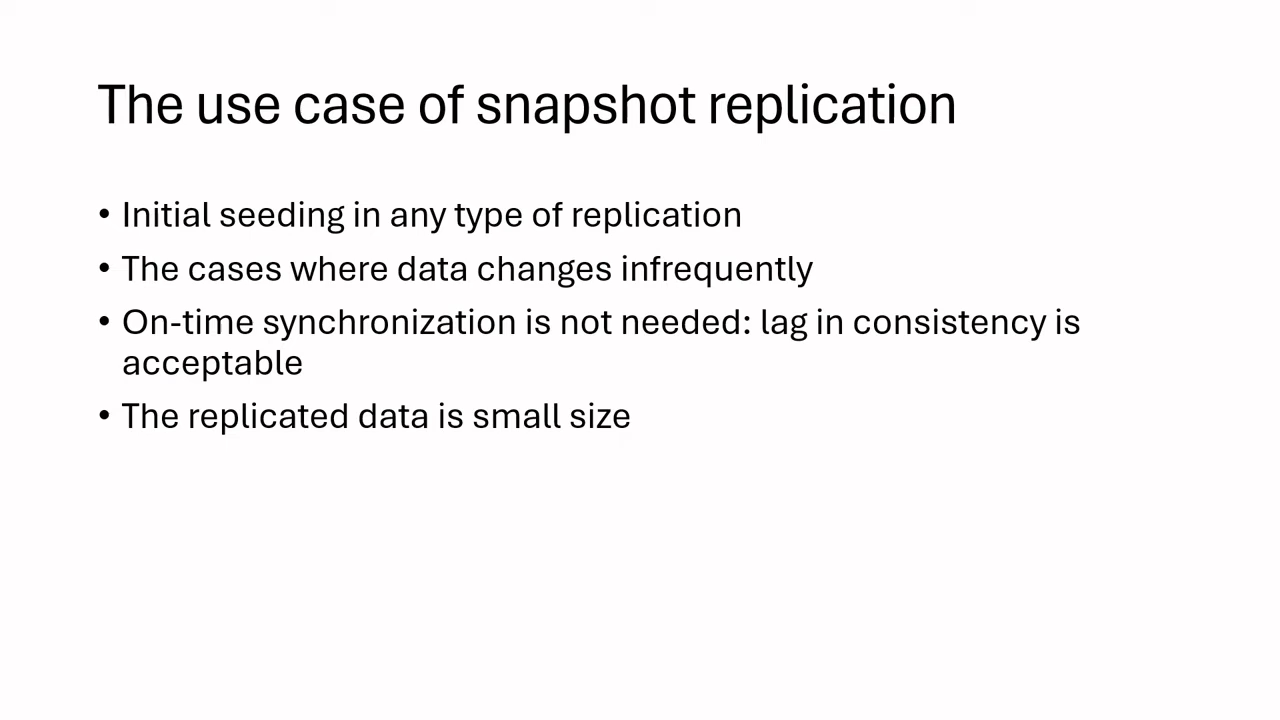 The use case of snapshot replication
• Initial seeding in any type of replication
• The cases where data changes infrequently
• On-time synchronization is not needed: lag in consistency is
acceptable
• The replicated data is small size